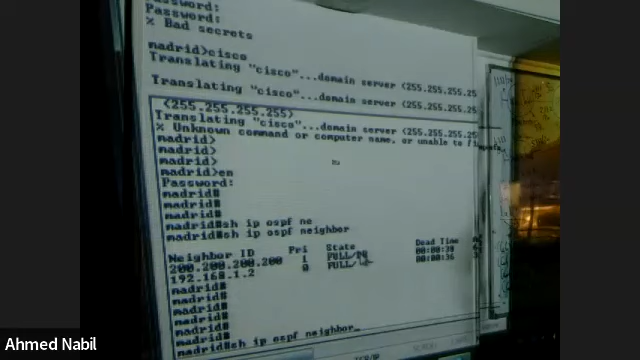 Password:
Password:
% Bad secrets
madrid>cisco
Translating "cisco"...domain server (255.255.255.25
Translating "cisco"...domain server (255.255.255.25
(255.255.255.255)
Translating "cisco"...domain server (255.255.255.25
% Unknown command or computer name, or unable to fi
madrid>
madrid>
madrid>
madrid>en
Password:
madrid#
madrid#
madrid#
madrid#sh ip ospf ne
madrid#sh ip ospf neighbor
Neighbor ID Pri State Dead Time
200.200.200.200 1 FULL/ 00:00:38
192.168.1.2 0 FULL/ 00:00:36
madrid#
madrid#
madrid#
madrid#
madrid#sh ip ospf neighbor_
Ahmed Nabil